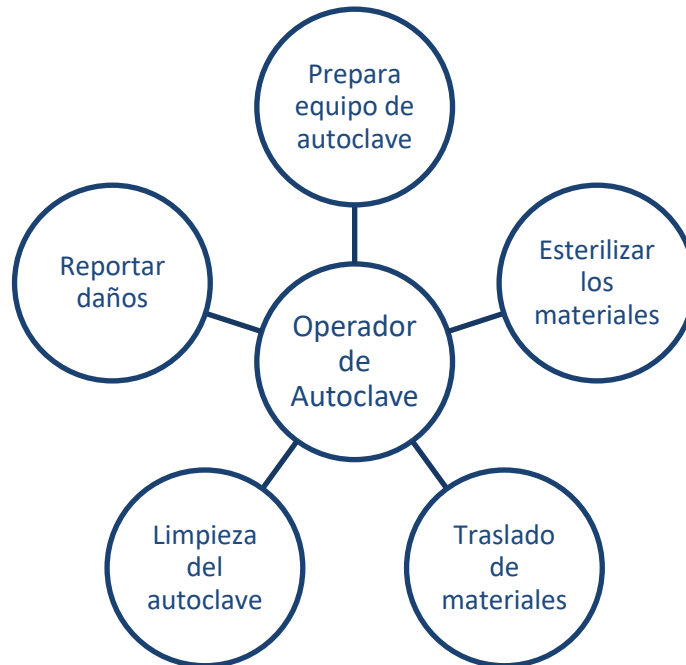 Prepara
equipo de
autoclave
Esterilizar
los
materiales
Traslado
de
materiales
Limpieza
del
autoclave
Reportar
daños
Operador
de
Autoclave